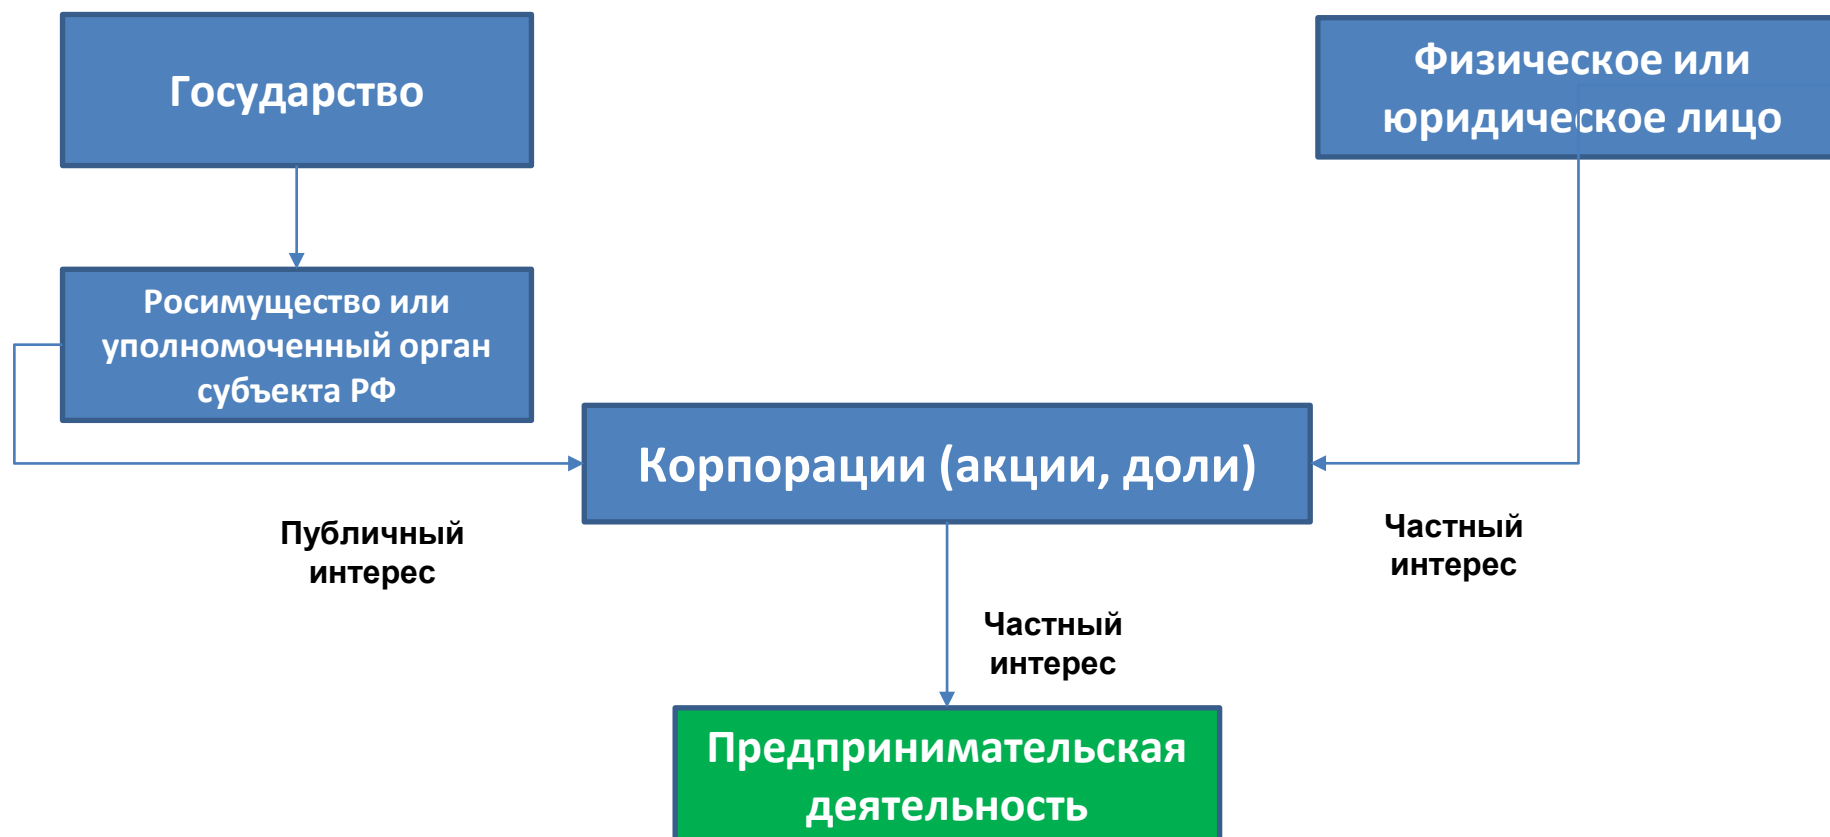 Государство
Физическое или
юридическое лицо
Росимущество или
уполномоченный орган
субъекта РФ
Корпорации (акции, доли)
Публичный
интерес
Частный
интерес
Частный
интерес
Предпринимательская
деятельность